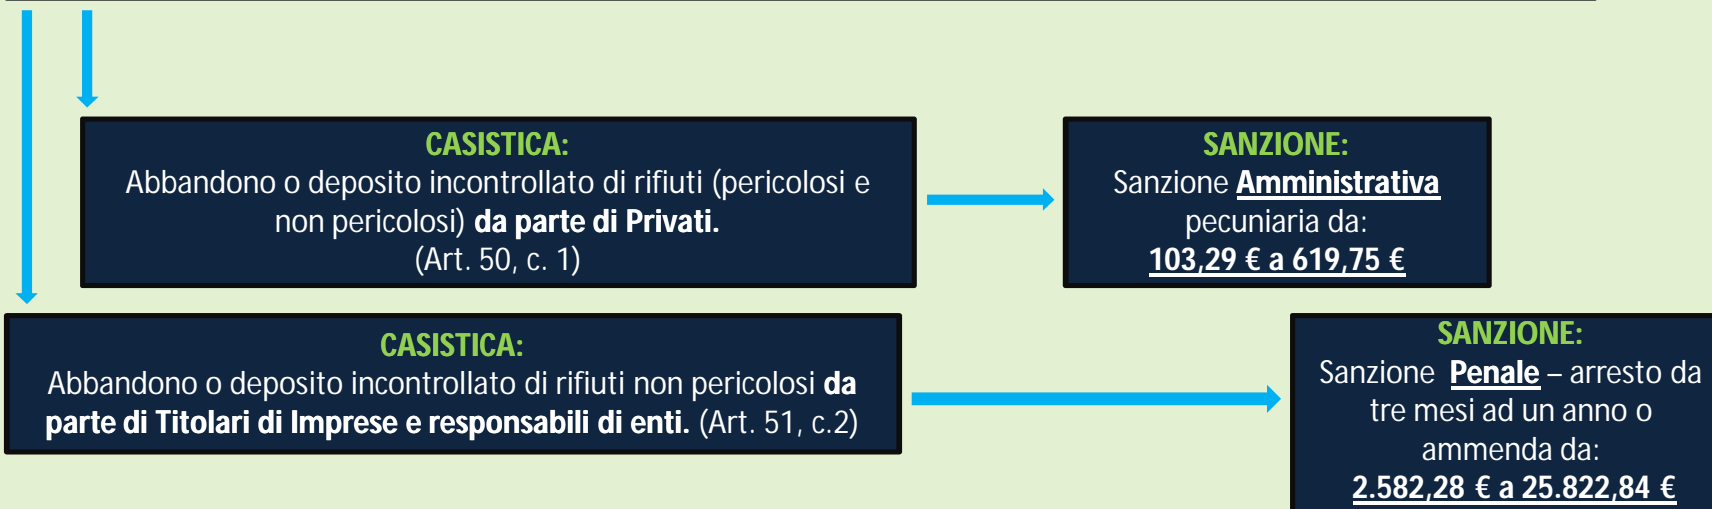 CASISTICA:
Abbandono o deposito incontrollato di rifiuti (pericolosi e
non pericolosi) da parte di Privati.
(Art. 50, c. 1)
SANZIONE:
Sanzione Amministrativa
pecuniaria da:
103,29 € a 619,75 €
CASISTICA:
Abbandono o deposito incontrollato di rifiuti non pericolosi da
parte di Titolari di Imprese e responsabili di enti. (Art. 51, c.2)
SANZIONE:
Sanzione Penale – arresto da
tre mesi ad un anno o
ammenda da:
2.582,28 € a 25.822,84 €